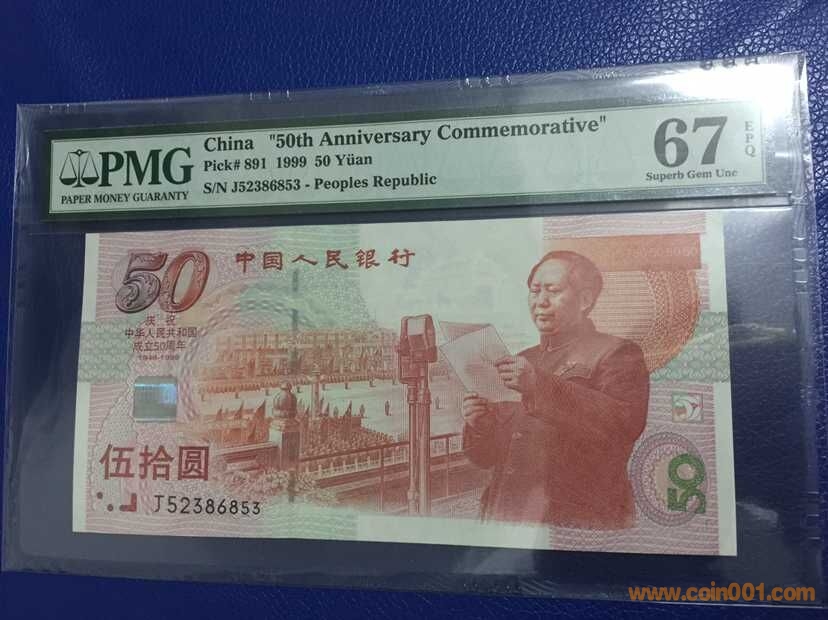 China "50th Anniversary Commemorative"
PMG
PAPER MONEY GUARANTY
Pick# 891 1999 50 Yüan
S/N J52386853 - Peoples Republic
67
EPQ
Superb Gem Unc
50
中国人民银行
庆祝
中华人民共和国
成立50周年
1949-1999
伍拾圆
J52386853
50
www.coin001.com